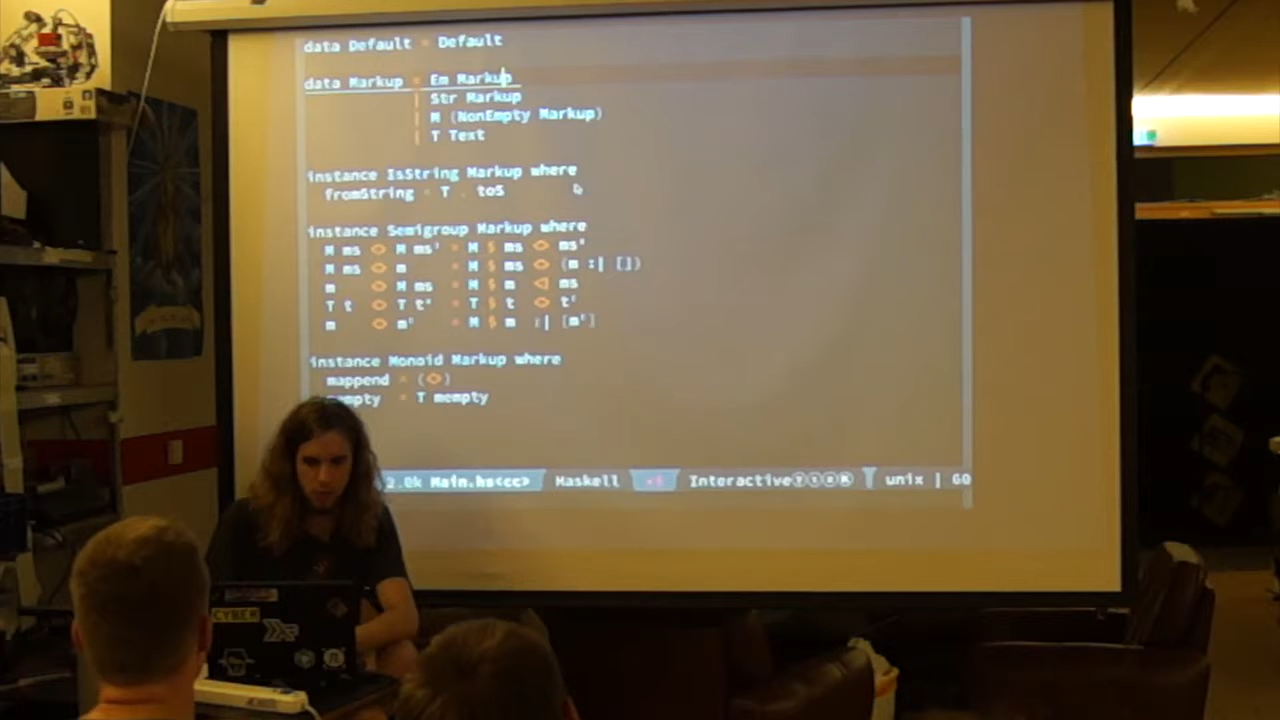 data Default = Default
data Markup = Em Markup
| Str Markup
| M (NonEmpty Markup)
| T Text
instance IsString Markup where
fromString = T . toS
instance Semigroup Markup where
M ms <> M ms' = M $ ms <> ms'
M ms <> m = M $ ms <> (m :| [])
m <> M ms = M $ m <| ms
T t <> T t' = T $ t <> t'
m <> m' = M $ m :| [m']
instance Monoid Markup where
mappend = (<>)
mempty = T mempty
2.0k Main.hs<cc> Haskell Interactive unix | 60
CYBER